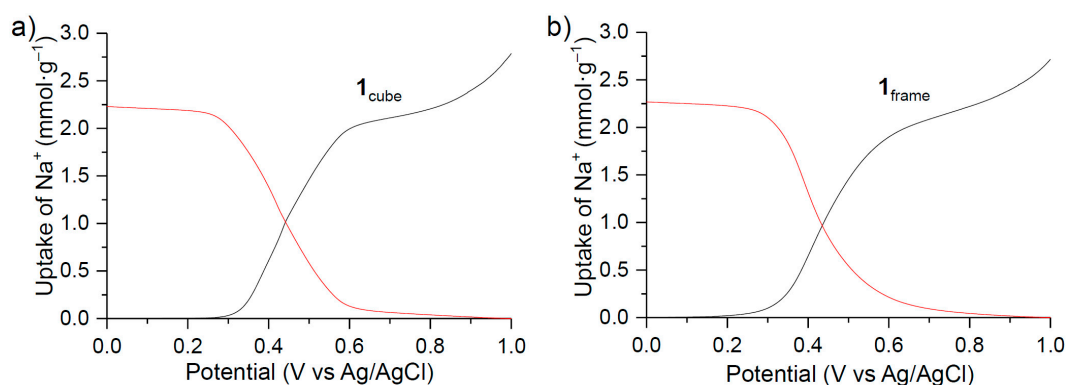 a)
Uptake of Na⁺ (mmol·g⁻¹)
3.0
2.5
2.0
1.5
1.0
0.5
0.0
1cube
0.0 0.2 0.4 0.6 0.8 1.0
Potential (V vs Ag/AgCl)
b)
Uptake of Na⁺ (mmol·g⁻¹)
3.0
2.5
2.0
1.5
1.0
0.5
0.0
1frame
0.0 0.2 0.4 0.6 0.8 1.0
Potential (V vs Ag/AgCl)